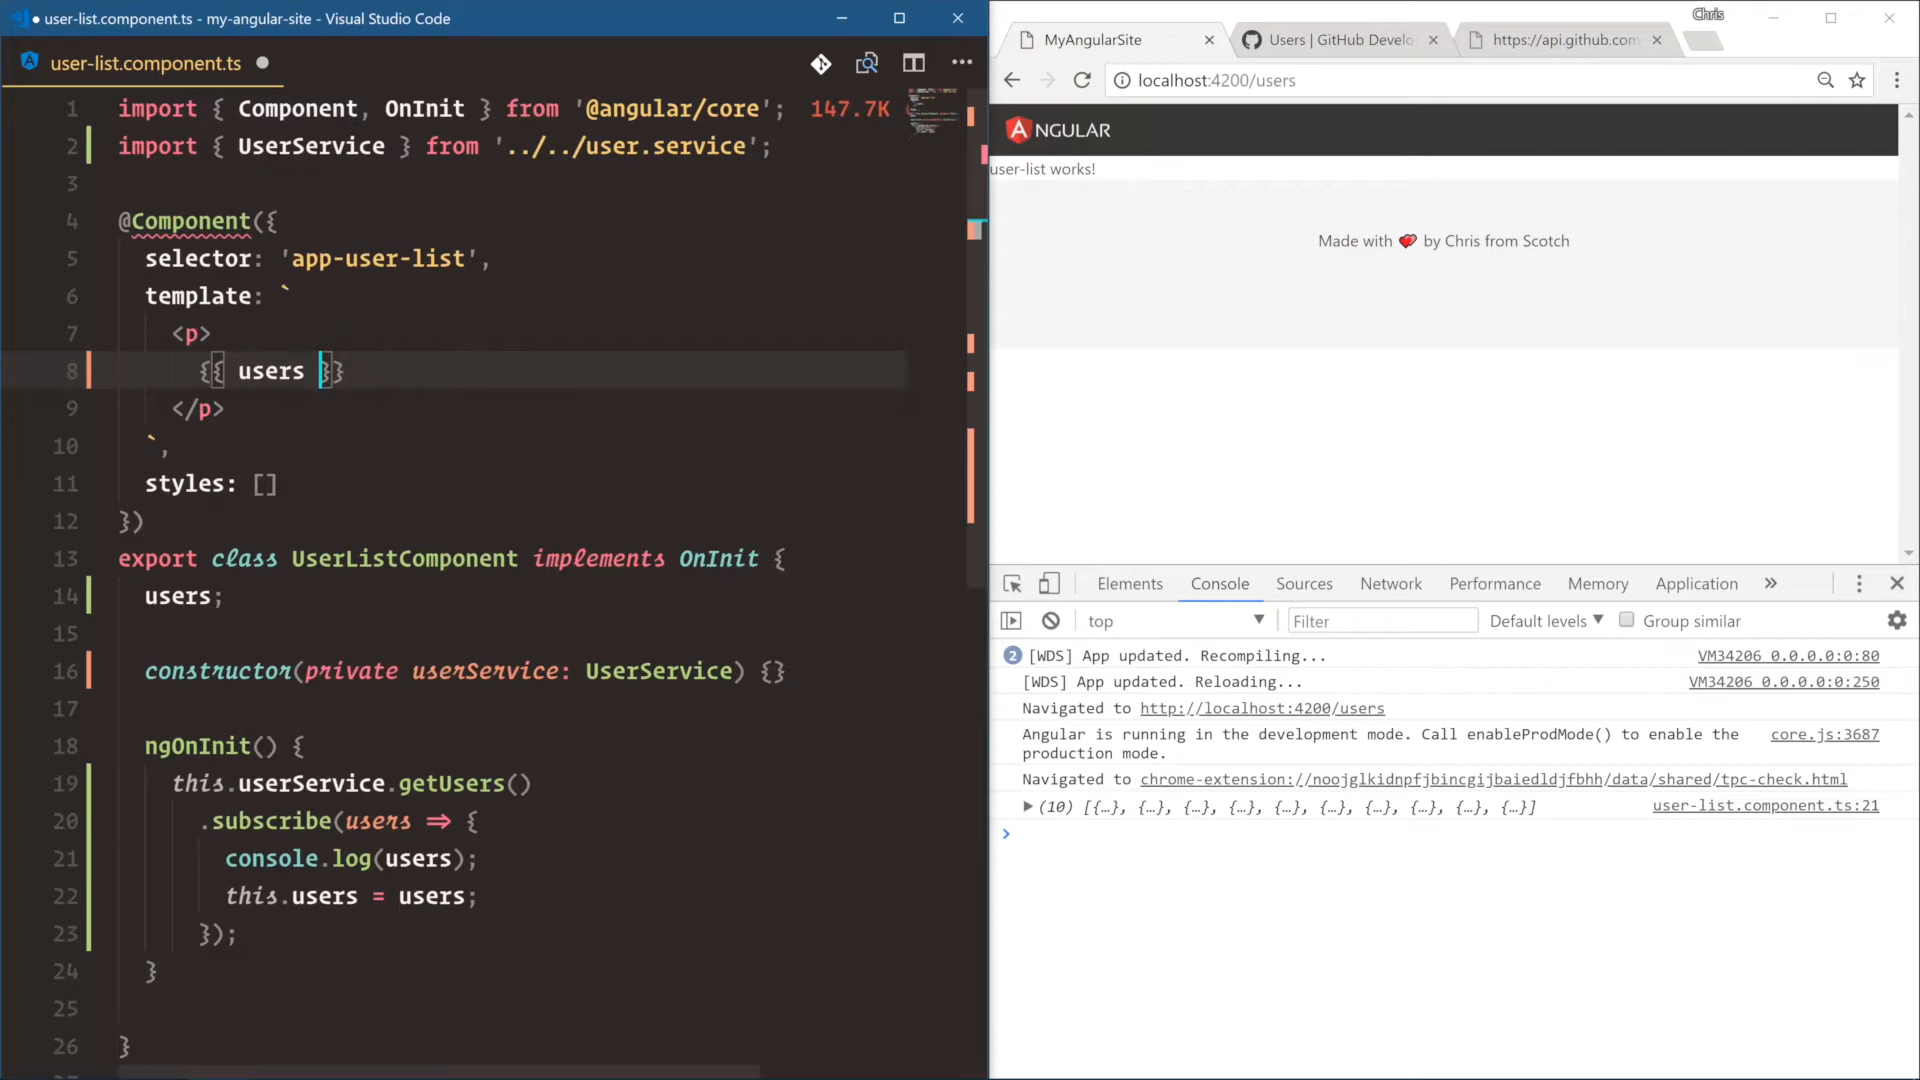 ● user-list.component.ts - my-angular-site - Visual Studio Code
user-list.component.ts
1 import { Component, OnInit } from '@angular/core'; 147.7K
2 import { UserService } from '../../user.service';
3
4 @Component({
5 selector: 'app-user-list',
6 template: `
7 <p>
8 {{ users }}
9 </p>
10 `,
11 styles: []
12 })
13 export class UserListComponent implements OnInit {
14 users;
15
16 constructor(private userService: UserService) {}
17
18 ngOnInit() {
19 this.userService.getUsers()
20 .subscribe(users => {
21 console.log(users);
22 this.users = users;
23 });
24 }
25
26 }
Chris
MyAngularSite
Users | GitHub Develo
https://api.github.com
localhost:4200/users
ANGULAR
user-list works!
Made with ❤ by Chris from Scotch
Elements Console Sources Network Performance Memory Application »
top Filter Default levels Group similar
2 [WDS] App updated. Recompiling... VM34206 0.0.0.0:0:80
[WDS] App updated. Reloading... VM34206 0.0.0.0:0:250
Navigated to http://localhost:4200/users
Angular is running in the development mode. Call enableProdMode() to enable the core.js:3687
production mode.
Navigated to chrome-extension://noojglkidnpfjbincgijbaiedldjfbhh/data/shared/tpc-check.html
(10) [{…}, {…}, {…}, {…}, {…}, {…}, {…}, {…}, {…}, {…}] user-list.component.ts:21